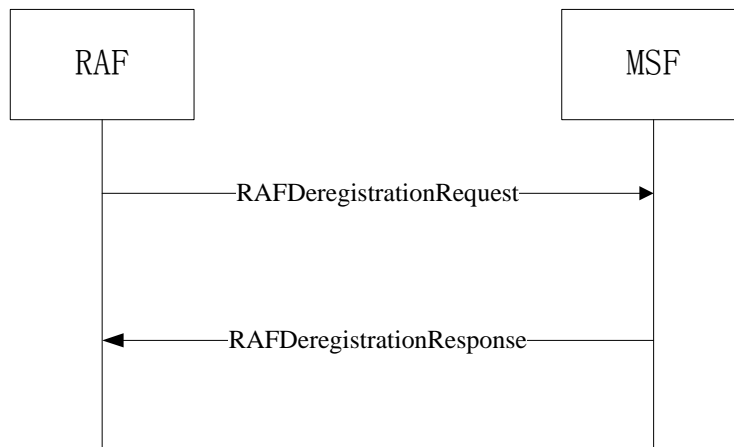 RAF
MSF
RAFDeregistrationRequest
RAFDeregistrationResponse